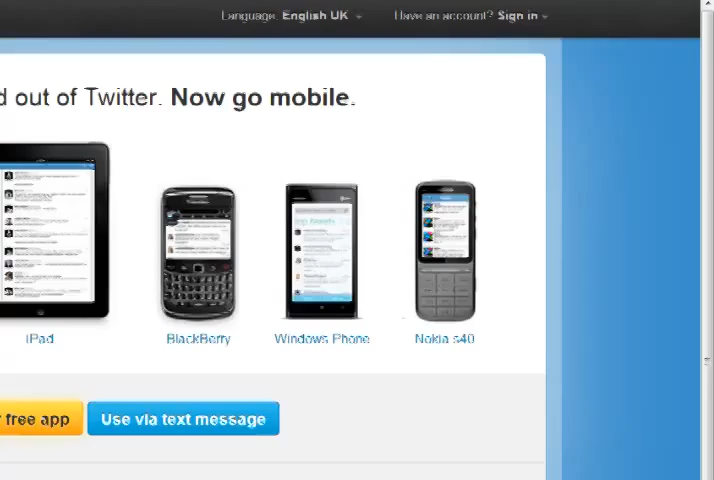 Language: English UK
Have an account? Sign in
d out of Twitter. Now go mobile.
iPad
BlackBerry
Windows Phone
Nokia s40
free app
Use via text message